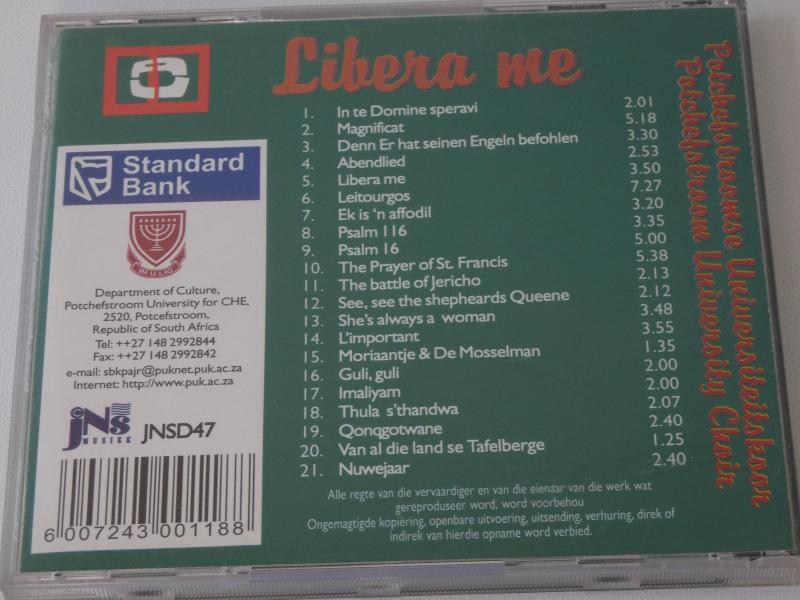 Libera me
1. In te Domine speravi 2.01
2. Magnificat 5.18
3. Denn Er hat seinen Engeln befohlen 3.30
4. Abendlied 2.53
5. Libera me 3.50
6. Leitourgos 7.27
7. Ek is 'n affodil 3.20
8. Psalm 116 3.35
9. Psalm 16 5.00
10. The Prayer of St. Francis 5.38
11. The battle of Jericho 2.13
12. See, see the shepheards Queene 2.12
13. She's always a woman 3.48
14. L'important 3.55
15. Moriaantje & De Mosselman 1.35
16. Guli, guli 2.00
17. Imaliyam 2.00
18. Thula s'thandwa 2.07
19. Qonqgotwane 2.40
20. Van al die land se Tafelberge 1.25
21. Nuwejaar 2.40
Alle regte van die vervaardiger en van die eienaar van die werk wat
gereproduseer word, word voorbehou
Ongemagtigde kopiëring, openbare uitvoering, uitsending, verhuring, direk of
indirek van hierdie opname word verbied.
Potchefstroomse Universiteitskoor
Potchefstroom University Choir
Standard
Bank
IN U LIG
Department of Culture,
Potchefstroom University for CHE,
2520, Potcefstroom,
Republic of South Africa
Tel: ++27 148 2992844
Fax: ++27 148 2992842
e-mail: sbkpajr@puknet.puk.ac.za
Internet: http://www.puk.ac.za
JNS
MUSIEK
JNSD47
6 007243 001188